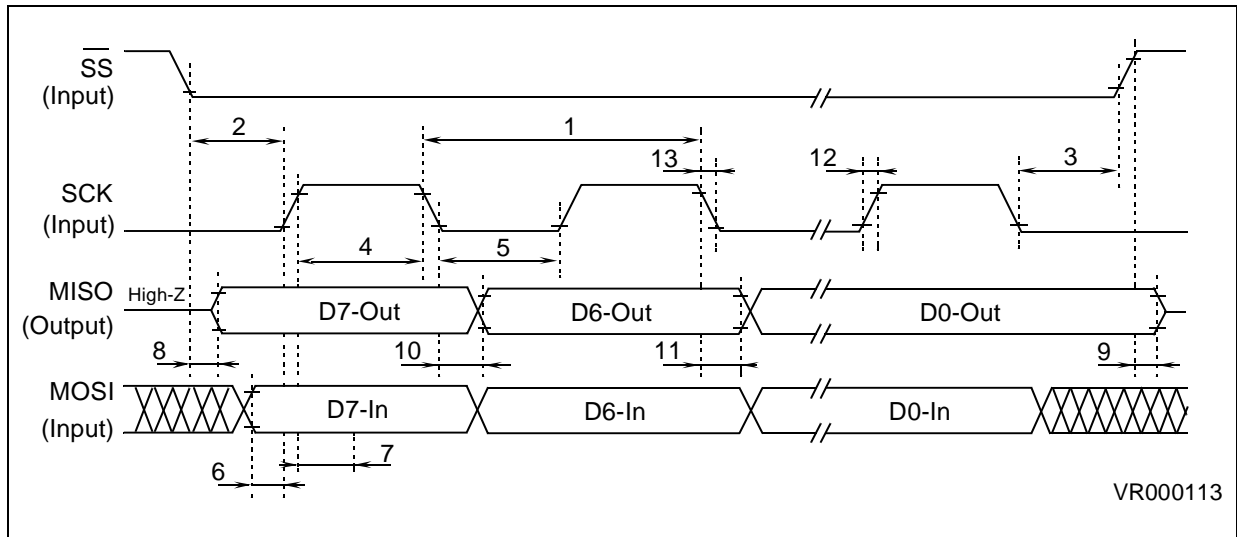 SS
(Input)
2
1
13
12
3
SCK
(Input)
4
5
MISO
(Output)
High-Z
D7-Out
D6-Out
D0-Out
8
10
11
9
MOSI
(Input)
D7-In
D6-In
D0-In
7
6
VR000113